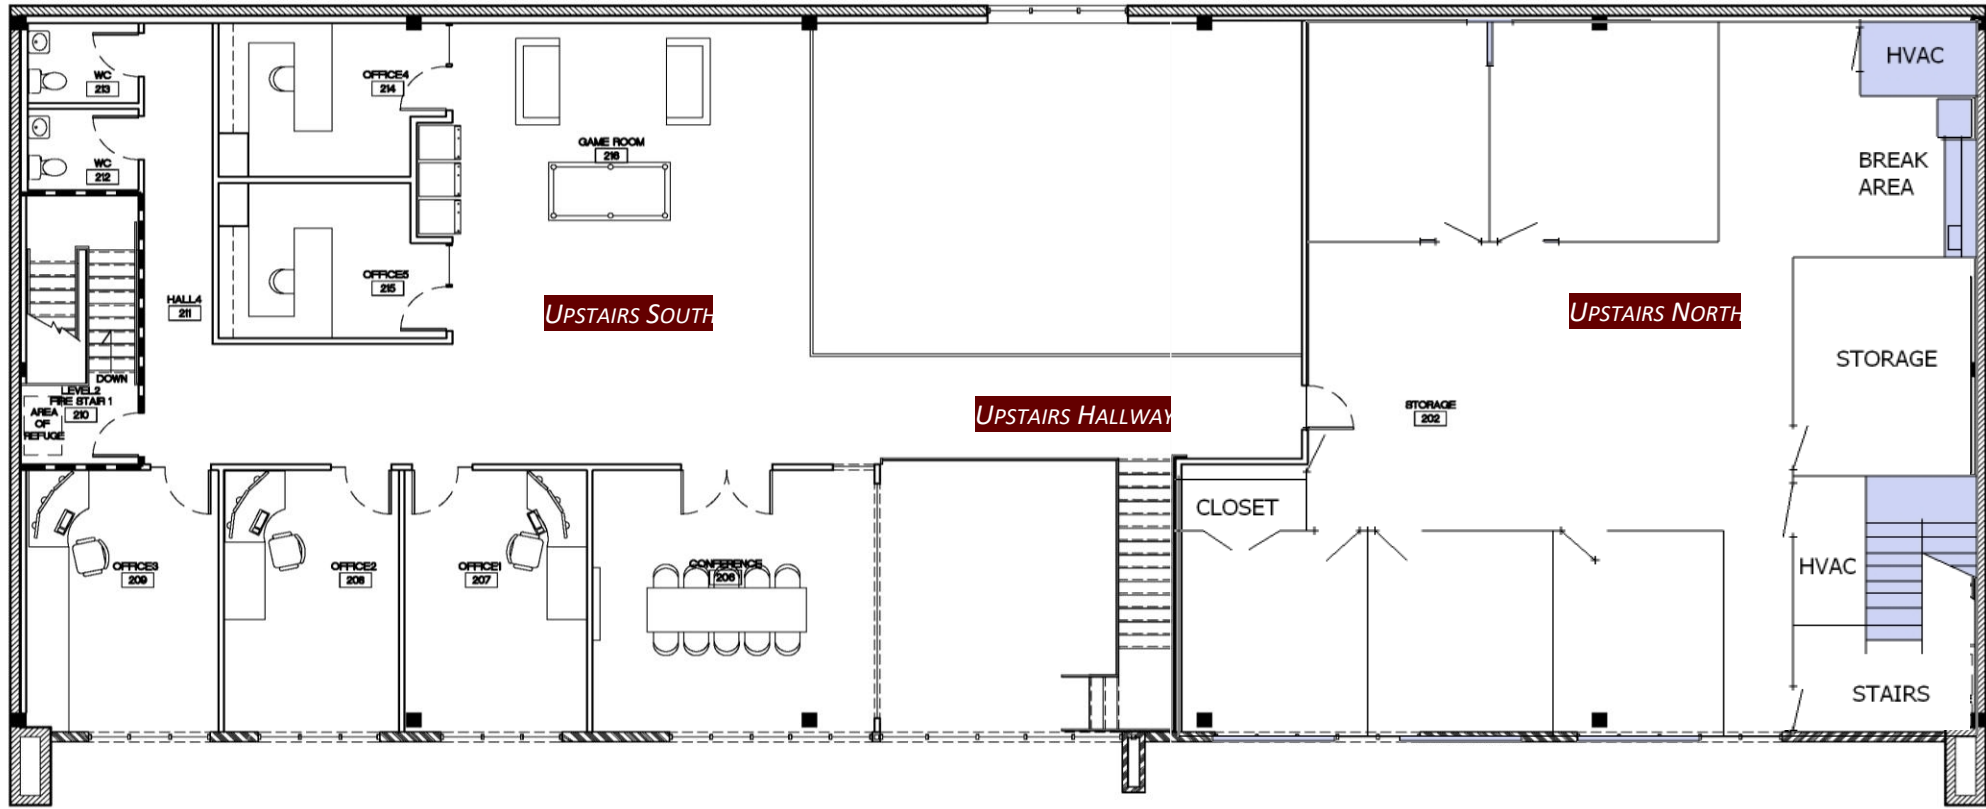 WC
213
WC
212
OFFICE4
214
GAME ROOM
216
HVAC
BREAK
AREA
HALL4
211
OFFICE5
215
UPSTAIRS SOUTH
UPSTAIRS NORTH
DOWN
LEVEL2
FIRE STAIR 1
210
AREA
OF
REFUGE
UPSTAIRS HALLWAY
STORAGE
202
STORAGE
CLOSET
OFFICE3
209
OFFICE2
208
OFFICE1
207
CONFERENCE
206
HVAC
STAIRS